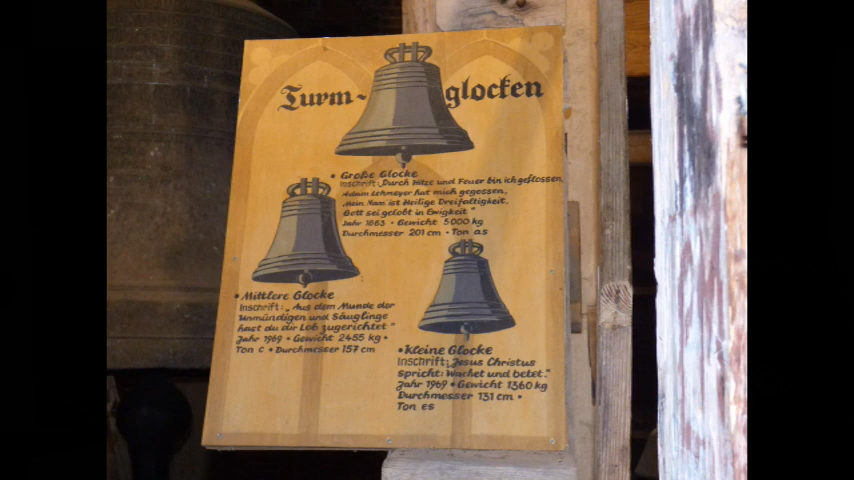 Turm-glocken
• Große Glocke
Inschrift: „Durch Hitze und Feuer bin ich geflossen.
Adam Lehmeyer hat mich gegossen.
Mein Nam' ist Heilige Dreifaltigkeit.
Gott sei gelobt in Ewigkeit"
Jahr 1663 • Gewicht 5000 kg
Durchmesser 201 cm • Ton as
• Mittlere Glocke
Inschrift: „Aus dem Munde der
Unmündigen und Säuglinge
hast du dir Lob zugerichtet"
Jahr 1969 • Gewicht 2455 kg •
Ton c • Durchmesser 157 cm
• Kleine Glocke
Inschrift: „Jesus Christus
spricht: Wachet und betet."
Jahr 1969 • Gewicht 1360 kg
Durchmesser 131 cm •
Ton es